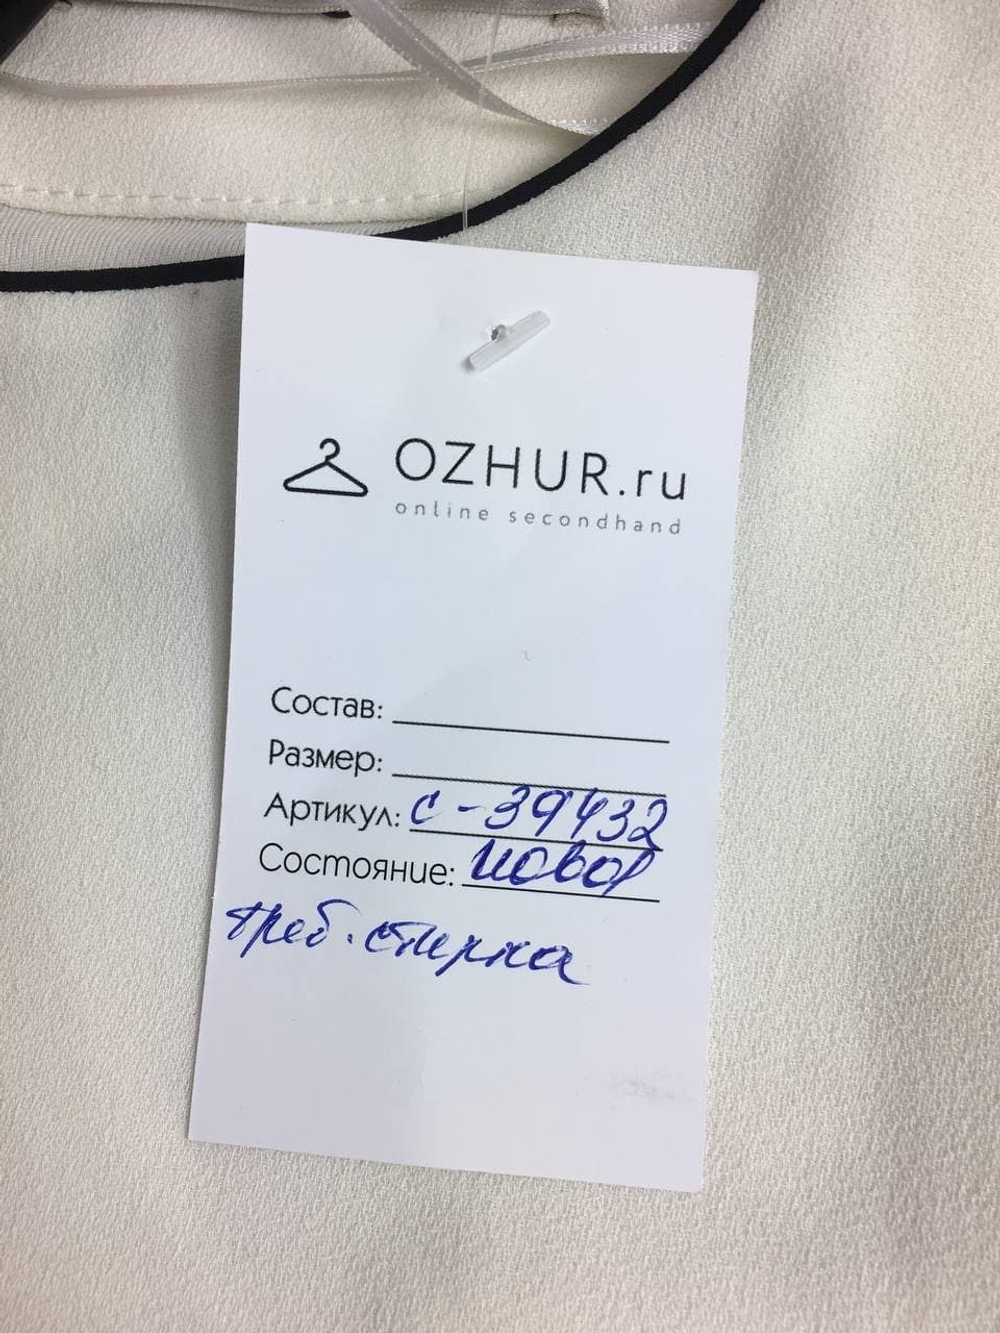 OZHUR.ru
online secondhand
Состав:
Размер:
Артикул: с-39432
Состояние: новое
треб. стирка